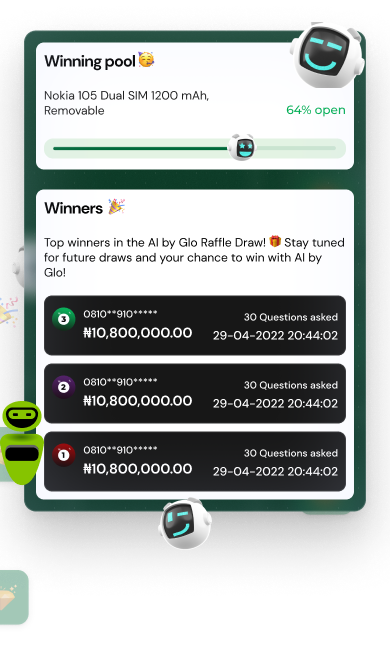 Winning pool🥳
Nokia 105 Dual SIM 1200 mAh,
Removable
64% open
Winners 🎉
Top winners in the AI by Glo Raffle Draw! 🎁 Stay tuned
for future draws and your chance to win with AI by
Glo!
3
0810**910*****
30 Questions asked
₦10,800,000.00
29-04-2022 20:44:02
2
0810**910*****
30 Questions asked
₦10,800,000.00
29-04-2022 20:44:02
1
0810**910*****
30 Questions asked
₦10,800,000.00
29-04-2022 20:44:02